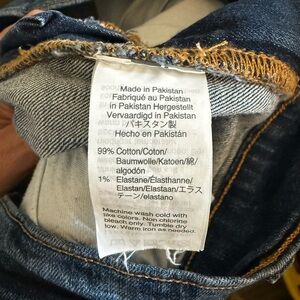 Made in Pakistan
Fabriqué au Pakistan
in Pakistan Hergestellt
Vervaardigd in Pakistan
パキスタン製
Hecho en Pakistán
99% Cotton/Coton/
Baumwolle/Katoen/綿/
algodón
1% Elastane/Élasthanne/
Elastan/Elastaan/エラス
テーン/elastano
Machine wash cold with
like colors. Non chlorine
bleach only. Tumble dry
low. Warm iron as needed.